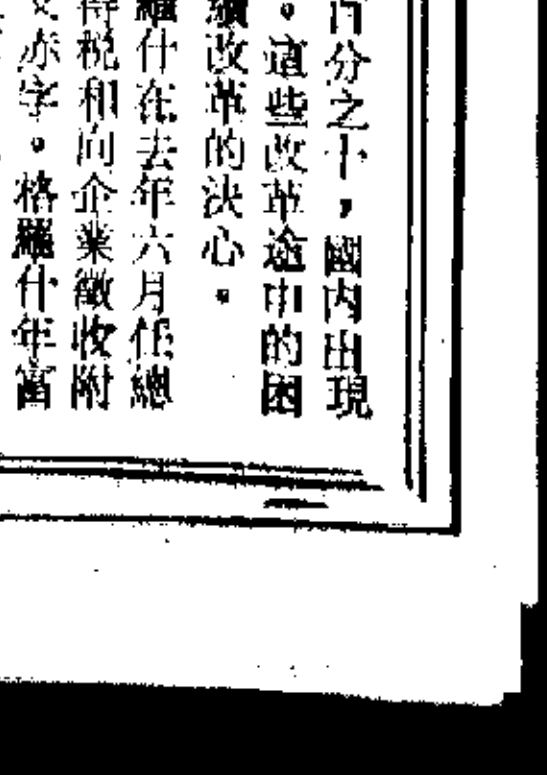 百分之十，國內出現
。這些改革途中的困
續改革的決心。
羅什在去年六月任總
得稅和向企業徵收附
赤字。格羅什年富